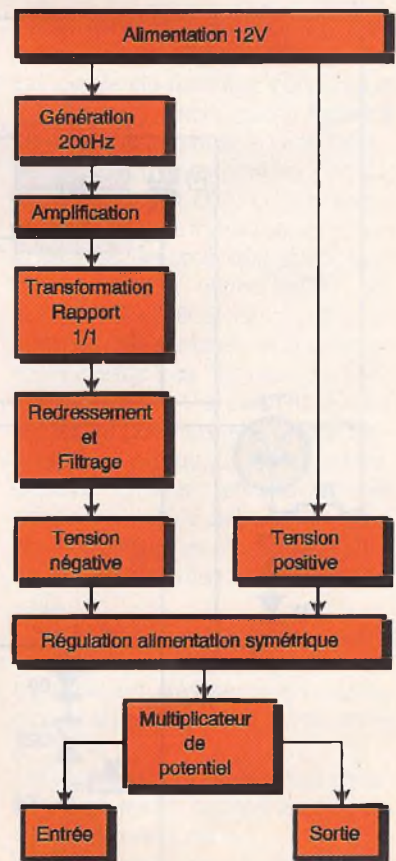 Alimentation 12V
Génération
200Hz
Amplification
Transformation
Rapport
1/1
Redressement
et
Filtrage
Tension
négative
Tension
positive
Régulation alimentation symétrique
Multiplicateur
de
potentiel
Entrée
Sortie